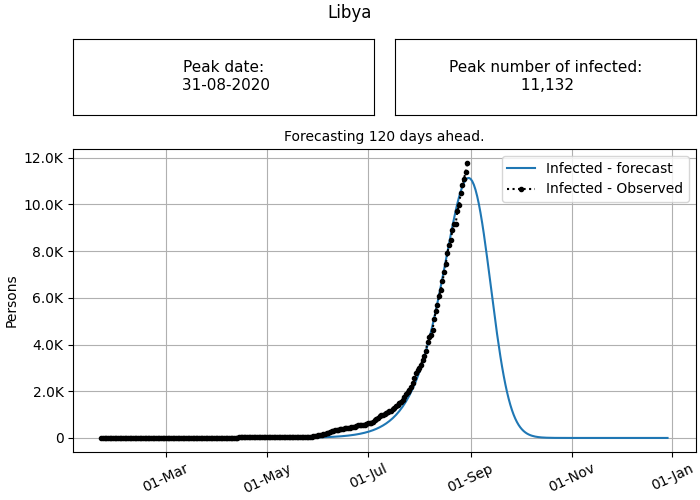 Libya
Peak date:
31-08-2020
Peak number of infected:
11,132
Forecasting 120 days ahead.
Infected - forecast
Infected - Observed
12.0K
10.0K
8.0K
6.0K
4.0K
2.0K
0
Persons
01-Mar
01-May
01-Jul
01-Sep
01-Nov
01-Jan